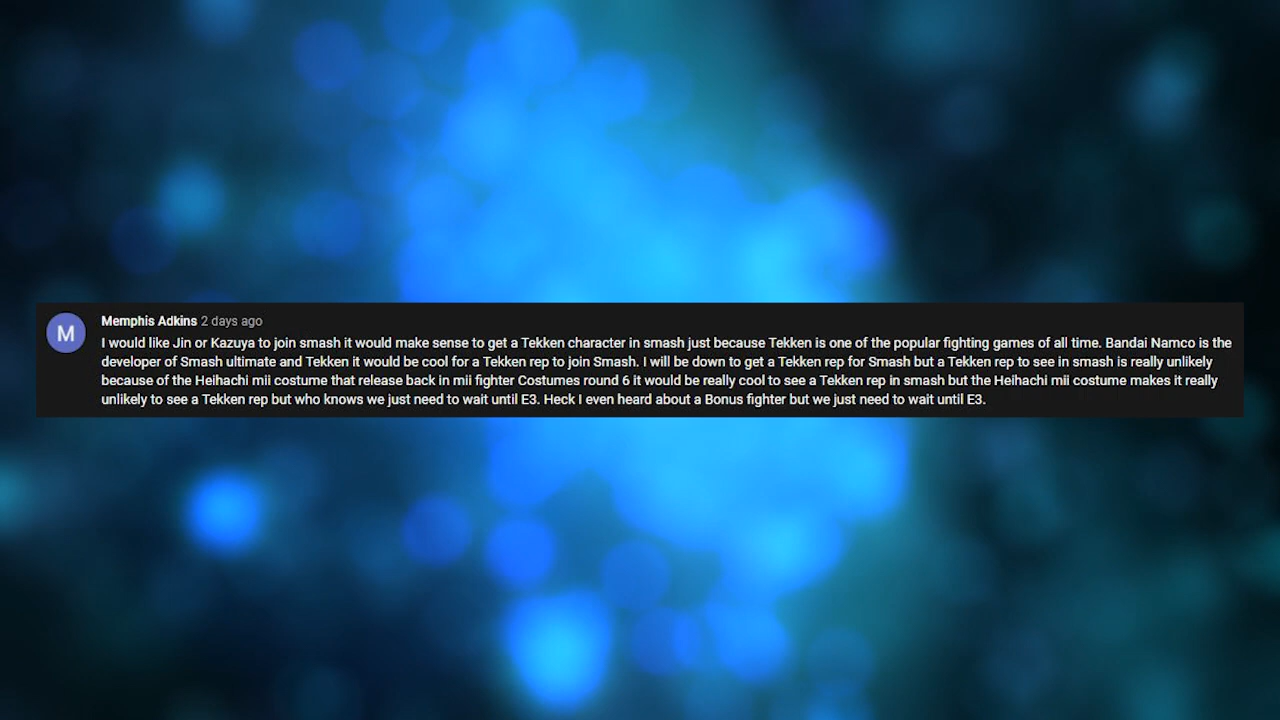 M
Memphis Adkins 2 days ago
I would like Jin or Kazuya to join smash it would make sense to get a Tekken character in smash just because Tekken is one of the popular fighting games of all time. Bandai Namco is the
developer of Smash ultimate and Tekken it would be cool for a Tekken rep to join Smash. I will be down to get a Tekken rep for Smash but a Tekken rep to see in smash is really unlikely
because of the Heihachi mii costume that release back in mii fighter Costumes round 6 it would be really cool to see a Tekken rep in smash but the Heihachi mii costume makes it really
unlikely to see a Tekken rep but who knows we just need to wait until E3. Heck I even heard about a Bonus fighter but we just need to wait until E3.